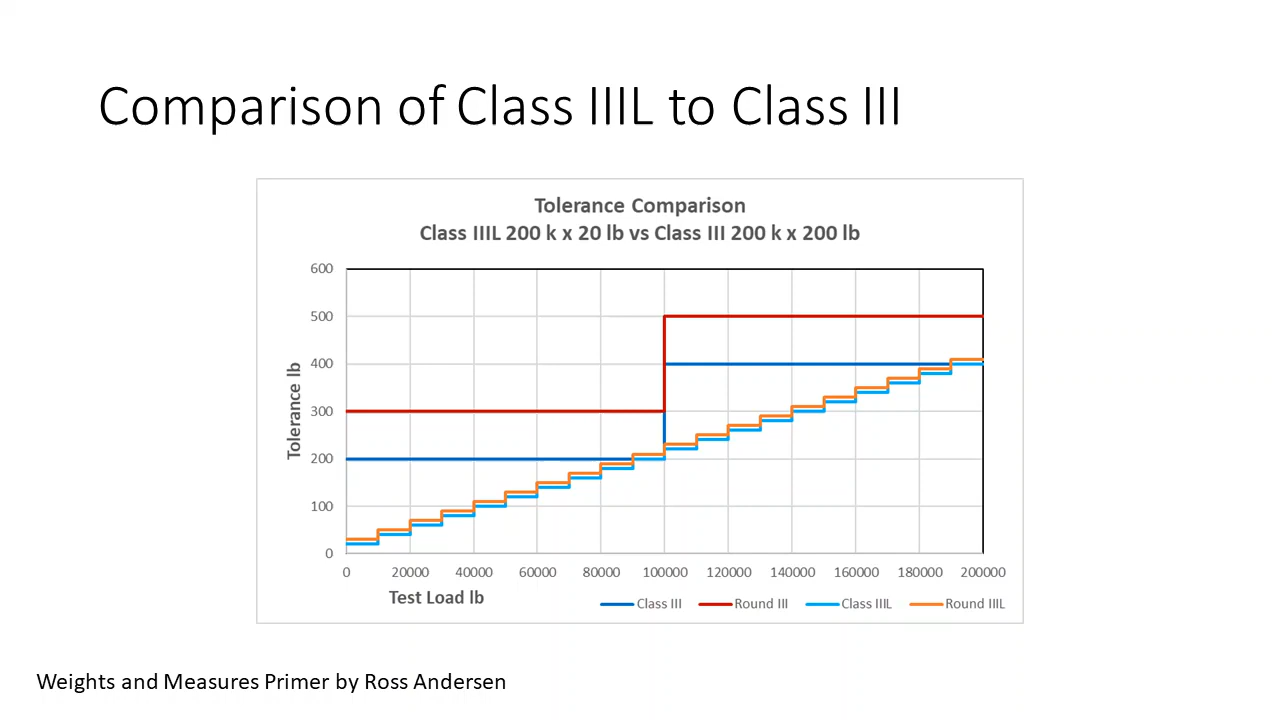 Comparison of Class IIIL to Class III
Tolerance Comparison
Class IIIL 200 k x 20 lb vs Class III 200 k x 200 lb
600
500
400
300
200
100
0
Tolerance lb
0 20000 40000 60000 80000 100000 120000 140000 160000 180000 200000
Test Load lb
Class III Round III Class IIIL Round IIIL
Weights and Measures Primer by Ross Andersen